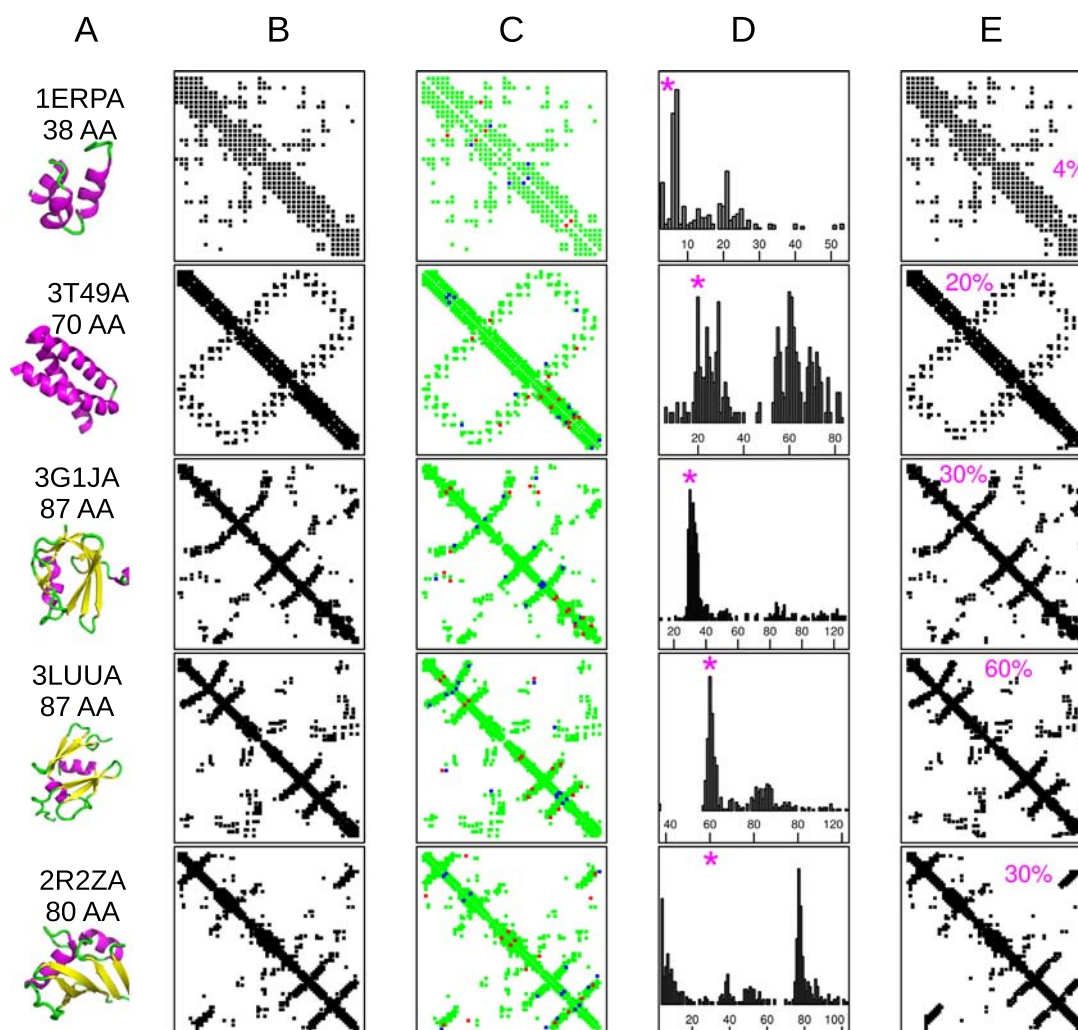 A B C D E
1ERPA
38 AA
*
4%
10 20 30 40 50
3T49A
70 AA
*
20%
20 40 60 80
3G1JA
87 AA
*
30%
20 40 60 80 80 120
3LUUA
87 AA
*
60%
40 60 80 80 120
2R2ZA
80 AA
*
30%
20 40 60 80 100